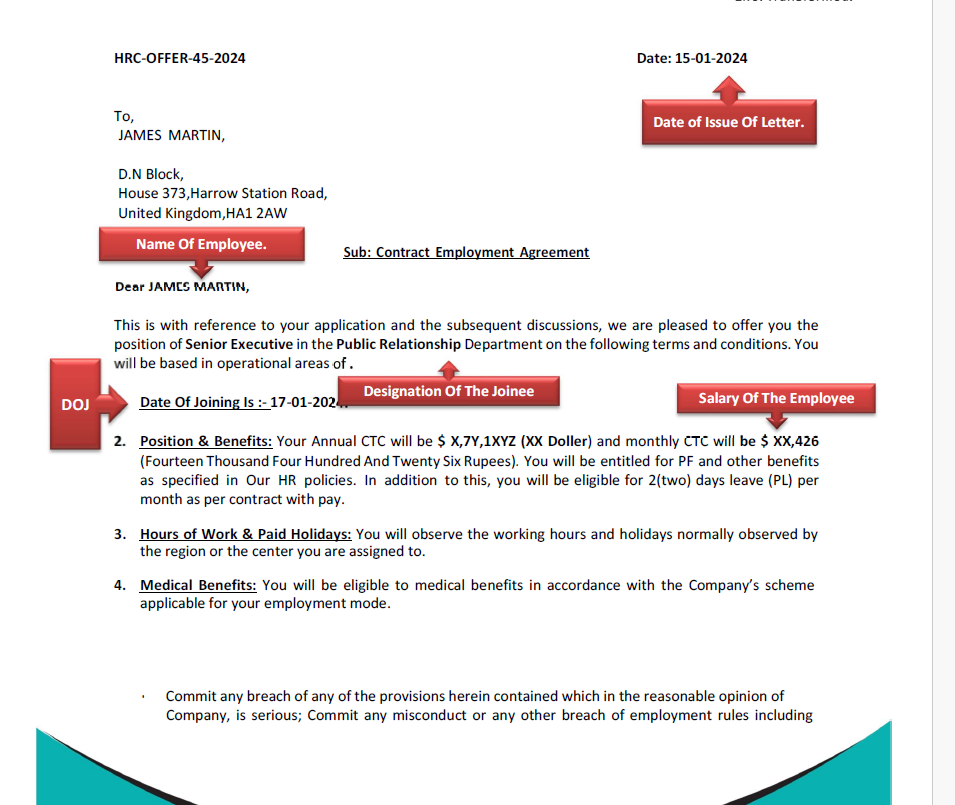 HRC-OFFER-45-2024
Date: 15-01-2024
Date of Issue Of Letter.
To,
JAMES MARTIN,
D.N Block,
House 373,Harrow Station Road,
United Kingdom,HA1 2AW
Name Of Employee.
Sub: Contract Employment Agreement
Dear JAMES MARTIN,
This is with reference to your application and the subsequent discussions, we are pleased to offer you the
position of Senior Executive in the Public Relationship Department on the following terms and conditions. You
will be based in operational areas of .
Designation Of The Joinee
Salary Of The Employee
DOJ
Date Of Joining Is :- 17-01-2024.
2. Position & Benefits: Your Annual CTC will be $ X,7Y,1XYZ (XX Doller) and monthly CTC will be $ XX,426
(Fourteen Thousand Four Hundred And Twenty Six Rupees). You will be entitled for PF and other benefits
as specified in Our HR policies. In addition to this, you will be eligible for 2(two) days leave (PL) per
month as per contract with pay.
3. Hours of Work & Paid Holidays: You will observe the working hours and holidays normally observed by
the region or the center you are assigned to.
4. Medical Benefits: You will be eligible to medical benefits in accordance with the Company's scheme
applicable for your employment mode.
· Commit any breach of any of the provisions herein contained which in the reasonable opinion of
Company, is serious; Commit any misconduct or any other breach of employment rules including